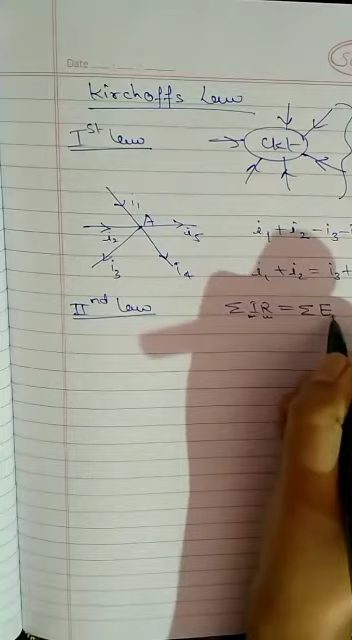 Date
Kirchoffs Law
Ist Law
Ckt
i1
A
i2
i5
i1 + i2 - i3 -
i3
i4
i1 + i2 = i3 +
IInd Law
Σ IR = Σ E